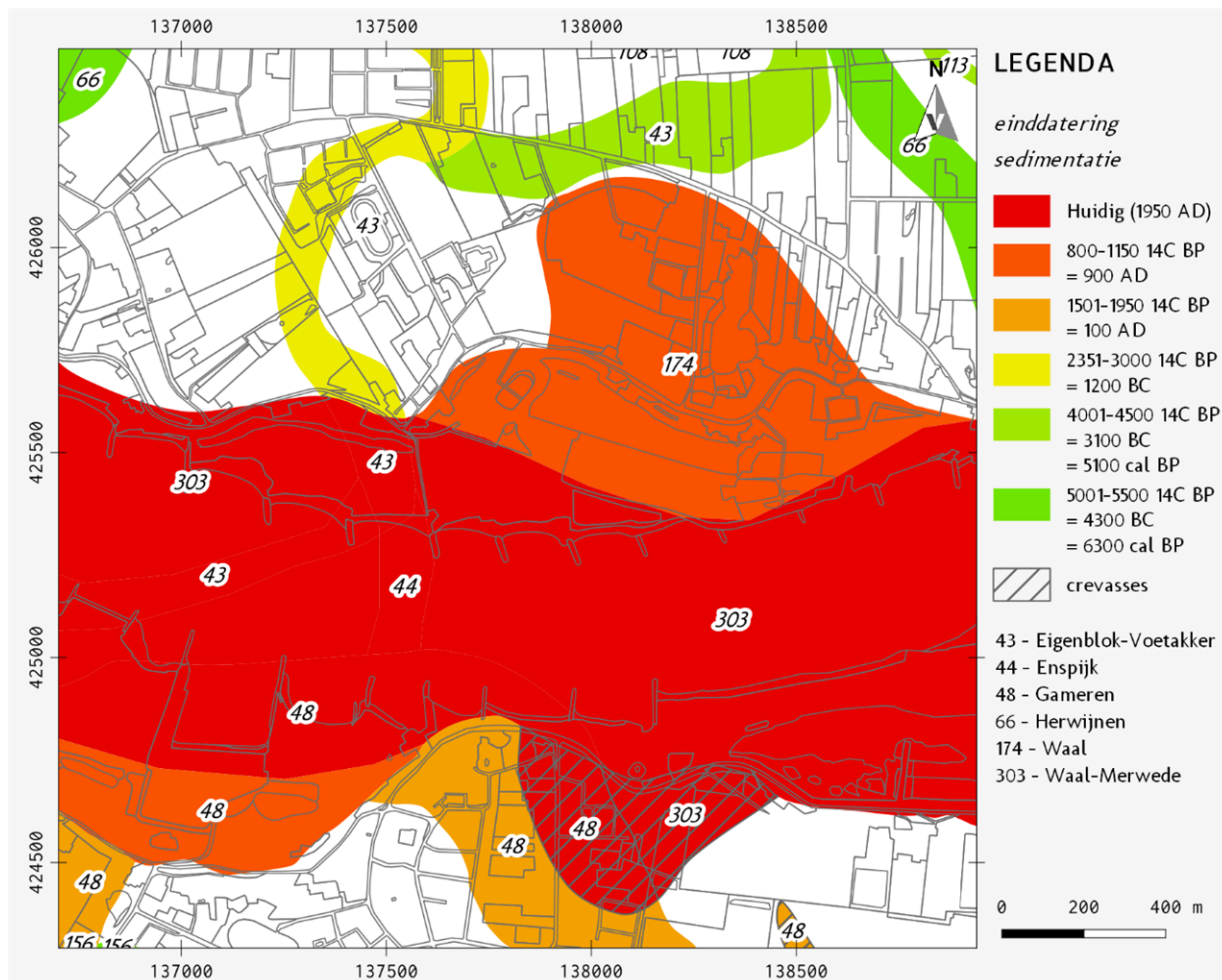 137000 137500 138000 138500
108 108
66
43
N 113
66
43
426000
174
425500
43
303
43
44
303
425000
48
48
303
48
48
424500
48
48
156 156
137000 137500 138000 138500
LEGENDA
einddatering
sedimentatie
Huidig (1950 AD)
800-1150 14C BP
= 900 AD
1501-1950 14C BP
= 100 AD
2351-3000 14C BP
= 1200 BC
4001-4500 14C BP
= 3100 BC
= 5100 cal BP
5001-5500 14C BP
= 4300 BC
= 6300 cal BP
crevasses
43 - Eigenblok-Voetakker
44 - Enspijk
48 - Gameren
66 - Herwijnen
174 - Waal
303 - Waal-Merwede
0 200 400 m